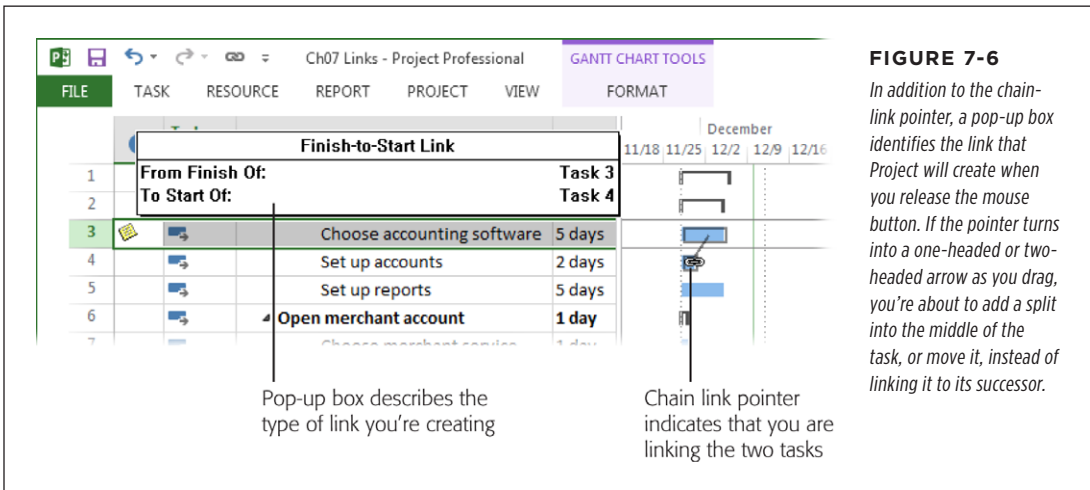 Ch07 Links - Project Professional
GANTT CHART TOOLS
FILE TASK RESOURCE REPORT PROJECT VIEW FORMAT
December
11/18 11/25 12/2 12/9 12/16
Finish-to-Start Link
From Finish Of: Task 3
To Start Of: Task 4
1
2
3 Choose accounting software 5 days
4 Set up accounts 2 days
5 Set up reports 5 days
6 Open merchant account 1 day
7 Choose merchant service 1 day
Pop-up box describes the
type of link you're creating
Chain link pointer
indicates that you are
linking the two tasks
FIGURE 7-6
In addition to the chain-
link pointer, a pop-up box
identifies the link that
Project will create when
you release the mouse
button. If the pointer turns
into a one-headed or two-
headed arrow as you drag,
you're about to add a split
into the middle of the
task, or move it, instead of
linking it to its successor.